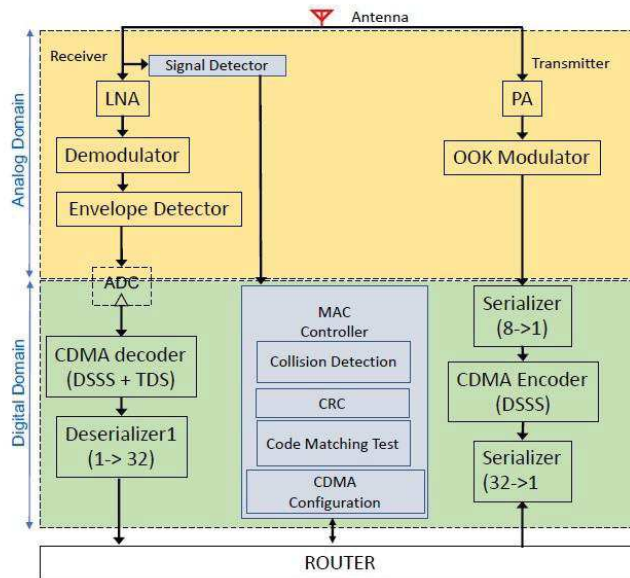 Antenna
Receiver
Signal Detector
Transmitter
LNA
PA
Demodulator
OOK Modulator
Envelope Detector
Analog Domain
ADC
MAC
Controller
Collision Detection
CRC
Code Matching Test
CDMA
Configuration
Serializer
(8->1)
CDMA decoder
(DSSS + TDS)
CDMA Encoder
(DSSS)
Deserializer1
(1-> 32)
Serializer
(32->1
Digital Domain
ROUTER